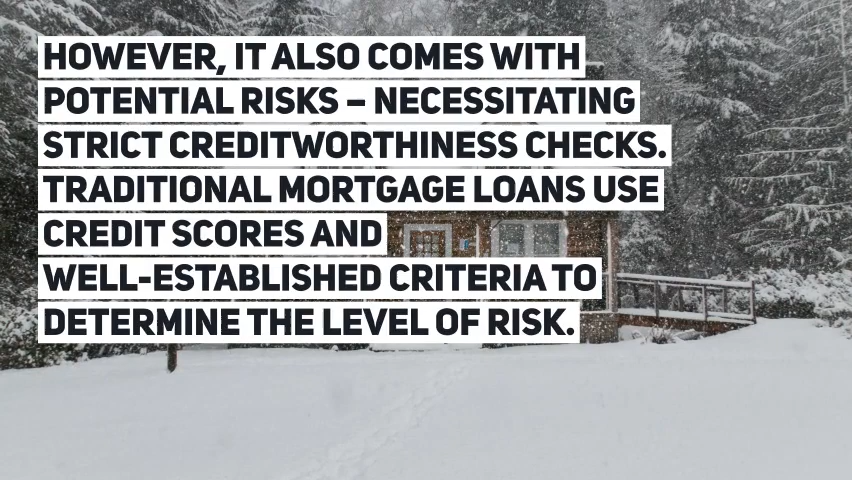 HOWEVER, IT ALSO COMES WITH
POTENTIAL RISKS – NECESSITATING
STRICT CREDITWORTHINESS CHECKS.
TRADITIONAL MORTGAGE LOANS USE
CREDIT SCORES AND
WELL-ESTABLISHED CRITERIA TO
DETERMINE THE LEVEL OF RISK.